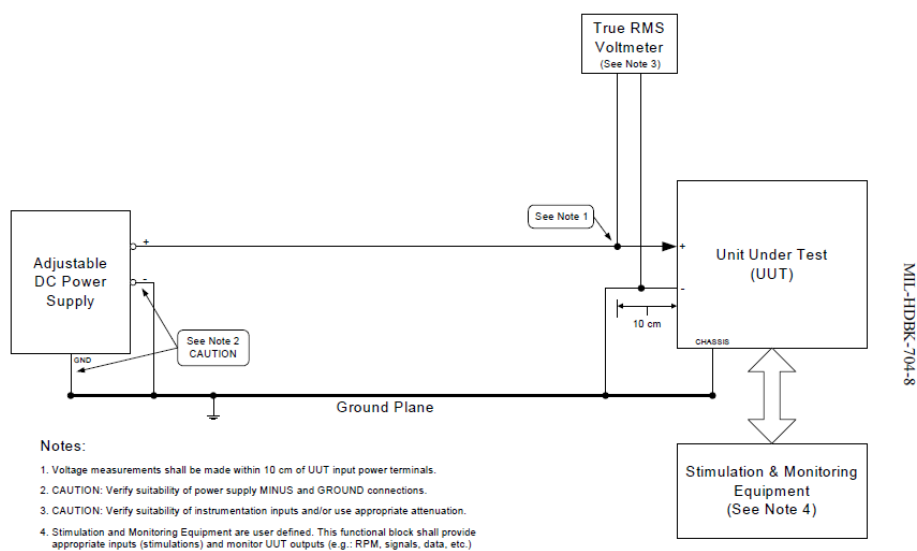 True RMS
Voltmeter
(See Note 3)
See Note 1
+
+
Adjustable
DC Power
Supply
-
Unit Under Test
(UUT)
-
10 cm
See Note 2
CAUTION
GND
CHASSIS
Ground Plane
MIL-HDBK-704-8
Notes:
1. Voltage measurements shall be made within 10 cm of UUT input power terminals.
2. CAUTION: Verify suitability of power supply MINUS and GROUND connections.
3. CAUTION: Verify suitability of instrumentation inputs and/or use appropriate attenuation.
4. Stimulation and Monitoring Equipment are user defined. This functional block shall provide
appropriate inputs (stimulations) and monitor UUT outputs (e.g.: RPM, signals, data, etc.)
Stimulation & Monitoring
Equipment
(See Note 4)